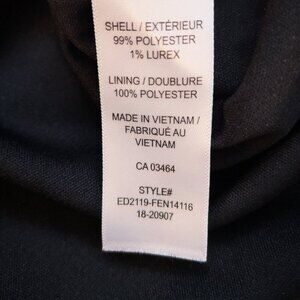 SHELL / EXTÉRIEUR
99% POLYESTER
1% LUREX
LINING / DOUBLURE
100% POLYESTER
MADE IN VIETNAM /
FABRIQUÉ AU
VIETNAM
CA 03464
STYLE#
ED2119-FEN14116
18-20907